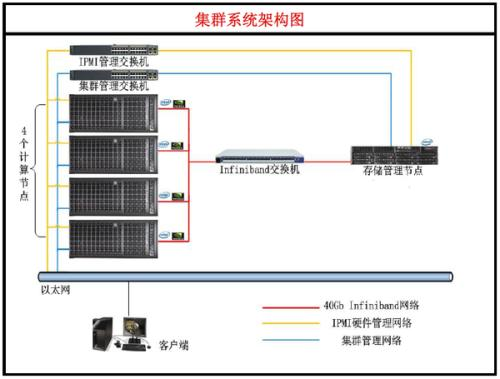 集群系统架构图
IPMI管理交换机
集群管理交换机
4个计算节点
Infiniband交换机
存储管理节点
以太网
客户端
40Gb Infiniband网络
IPMI硬件管理网络
集群管理网络